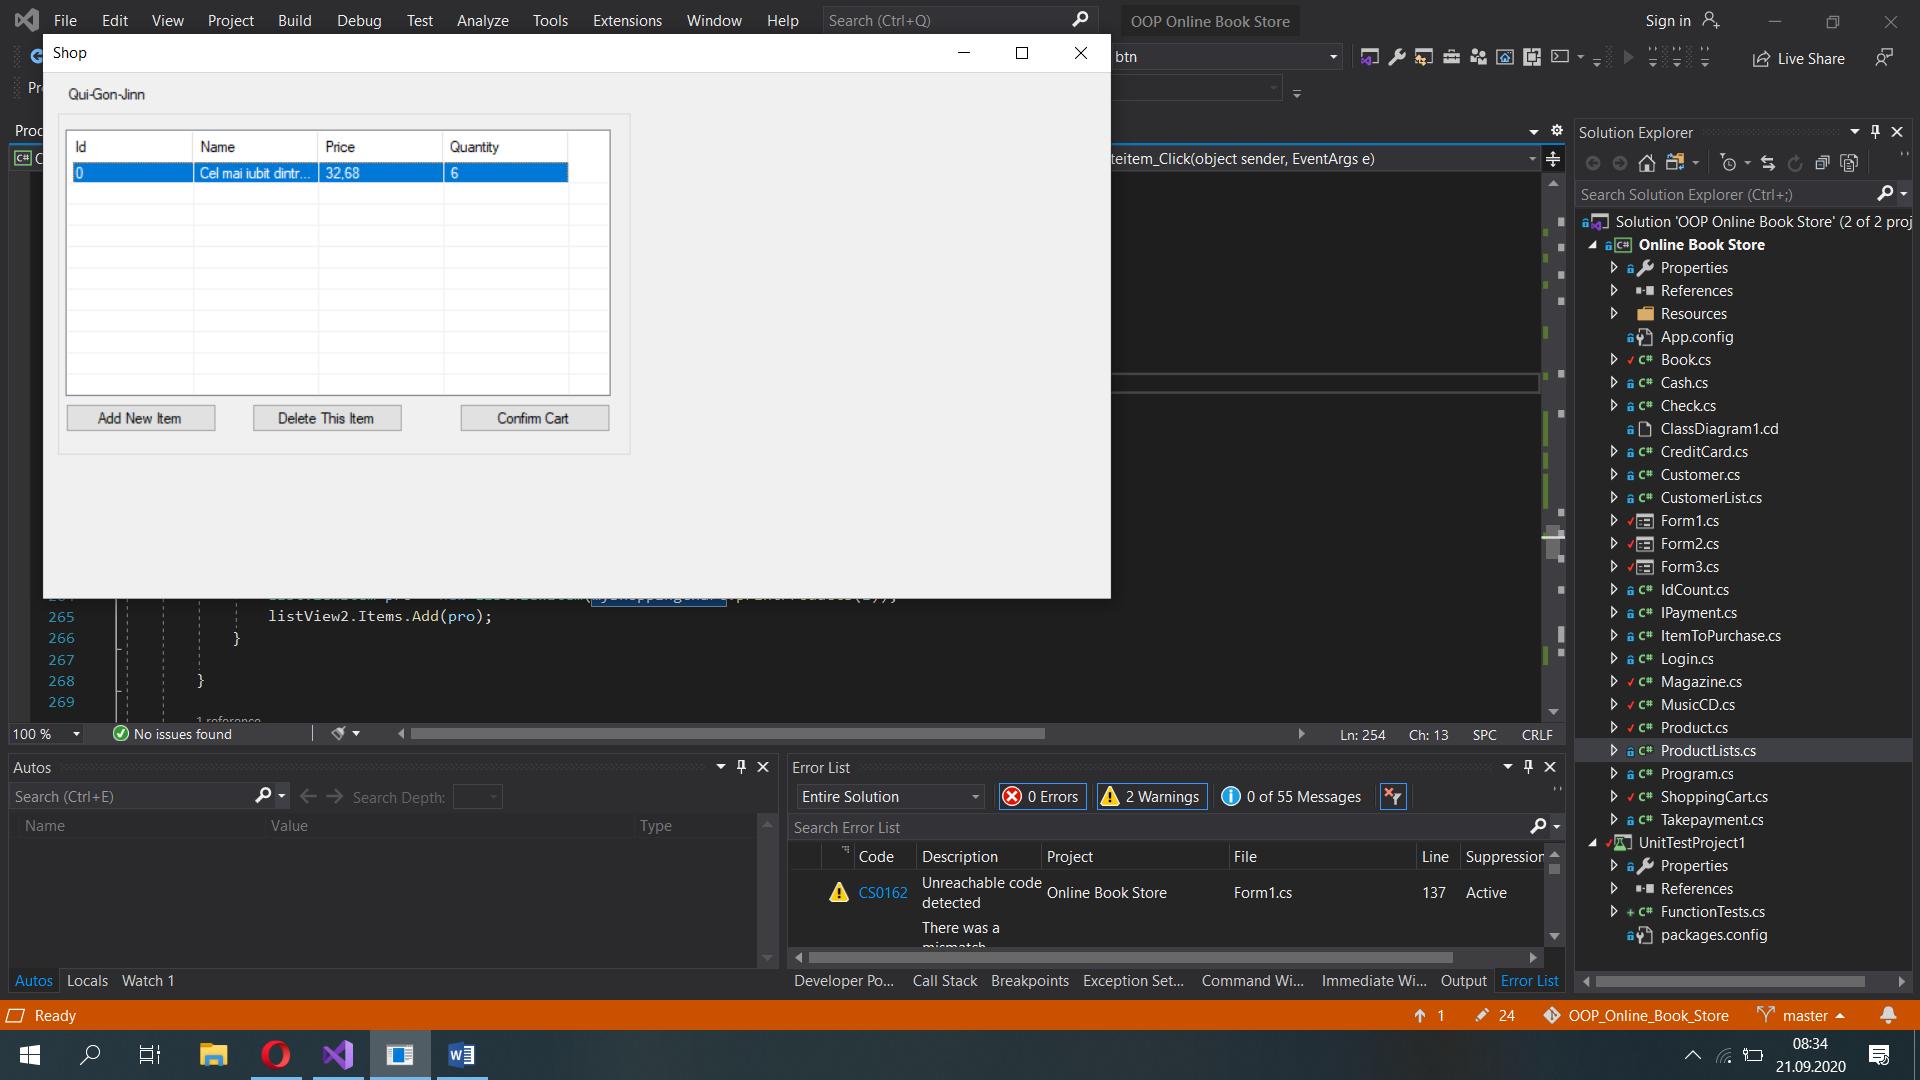 File Edit View Project Build Debug Test Analyze Tools Extensions Window Help Search (Ctrl+Q) OOP Online Book Store Sign in
Shop
btn
Live Share
Qui-Gon-Jinn
Id Name Price Quantity
0 Cel mai iubit dintr... 32,68 6
Add New Item Delete This Item Confirm Cart
teitem_Click(object sender, EventArgs e)
265 listView2.Items.Add(pro);
266 }
267
268 }
269
1 reference
100 % No issues found Ln: 254 Ch: 13 SPC CRLF
Solution Explorer
Search Solution Explorer (Ctrl+;)
Solution 'OOP Online Book Store' (2 of 2 proj
Online Book Store
Properties
References
Resources
App.config
Book.cs
Cash.cs
Check.cs
ClassDiagram1.cd
CreditCard.cs
Customer.cs
CustomerList.cs
Form1.cs
Form2.cs
Form3.cs
IdCount.cs
IPayment.cs
ItemToPurchase.cs
Login.cs
Magazine.cs
MusicCD.cs
Product.cs
ProductLists.cs
Program.cs
ShoppingCart.cs
Takepayment.cs
UnitTestProject1
Properties
References
FunctionTests.cs
packages.config
Autos
Search (Ctrl+E) Search Depth:
Name Value Type
Autos Locals Watch 1
Error List
Entire Solution 0 Errors 2 Warnings 0 of 55 Messages
Search Error List
Code Description Project File Line Suppression
CS0162 Unreachable code detected Online Book Store Form1.cs 137 Active
There was a
mismatch
Developer Po... Call Stack Breakpoints Exception Set... Command Wi... Immediate Wi... Output Error List
Ready 1 24 OOP_Online_Book_Store master
08:34
21.09.2020